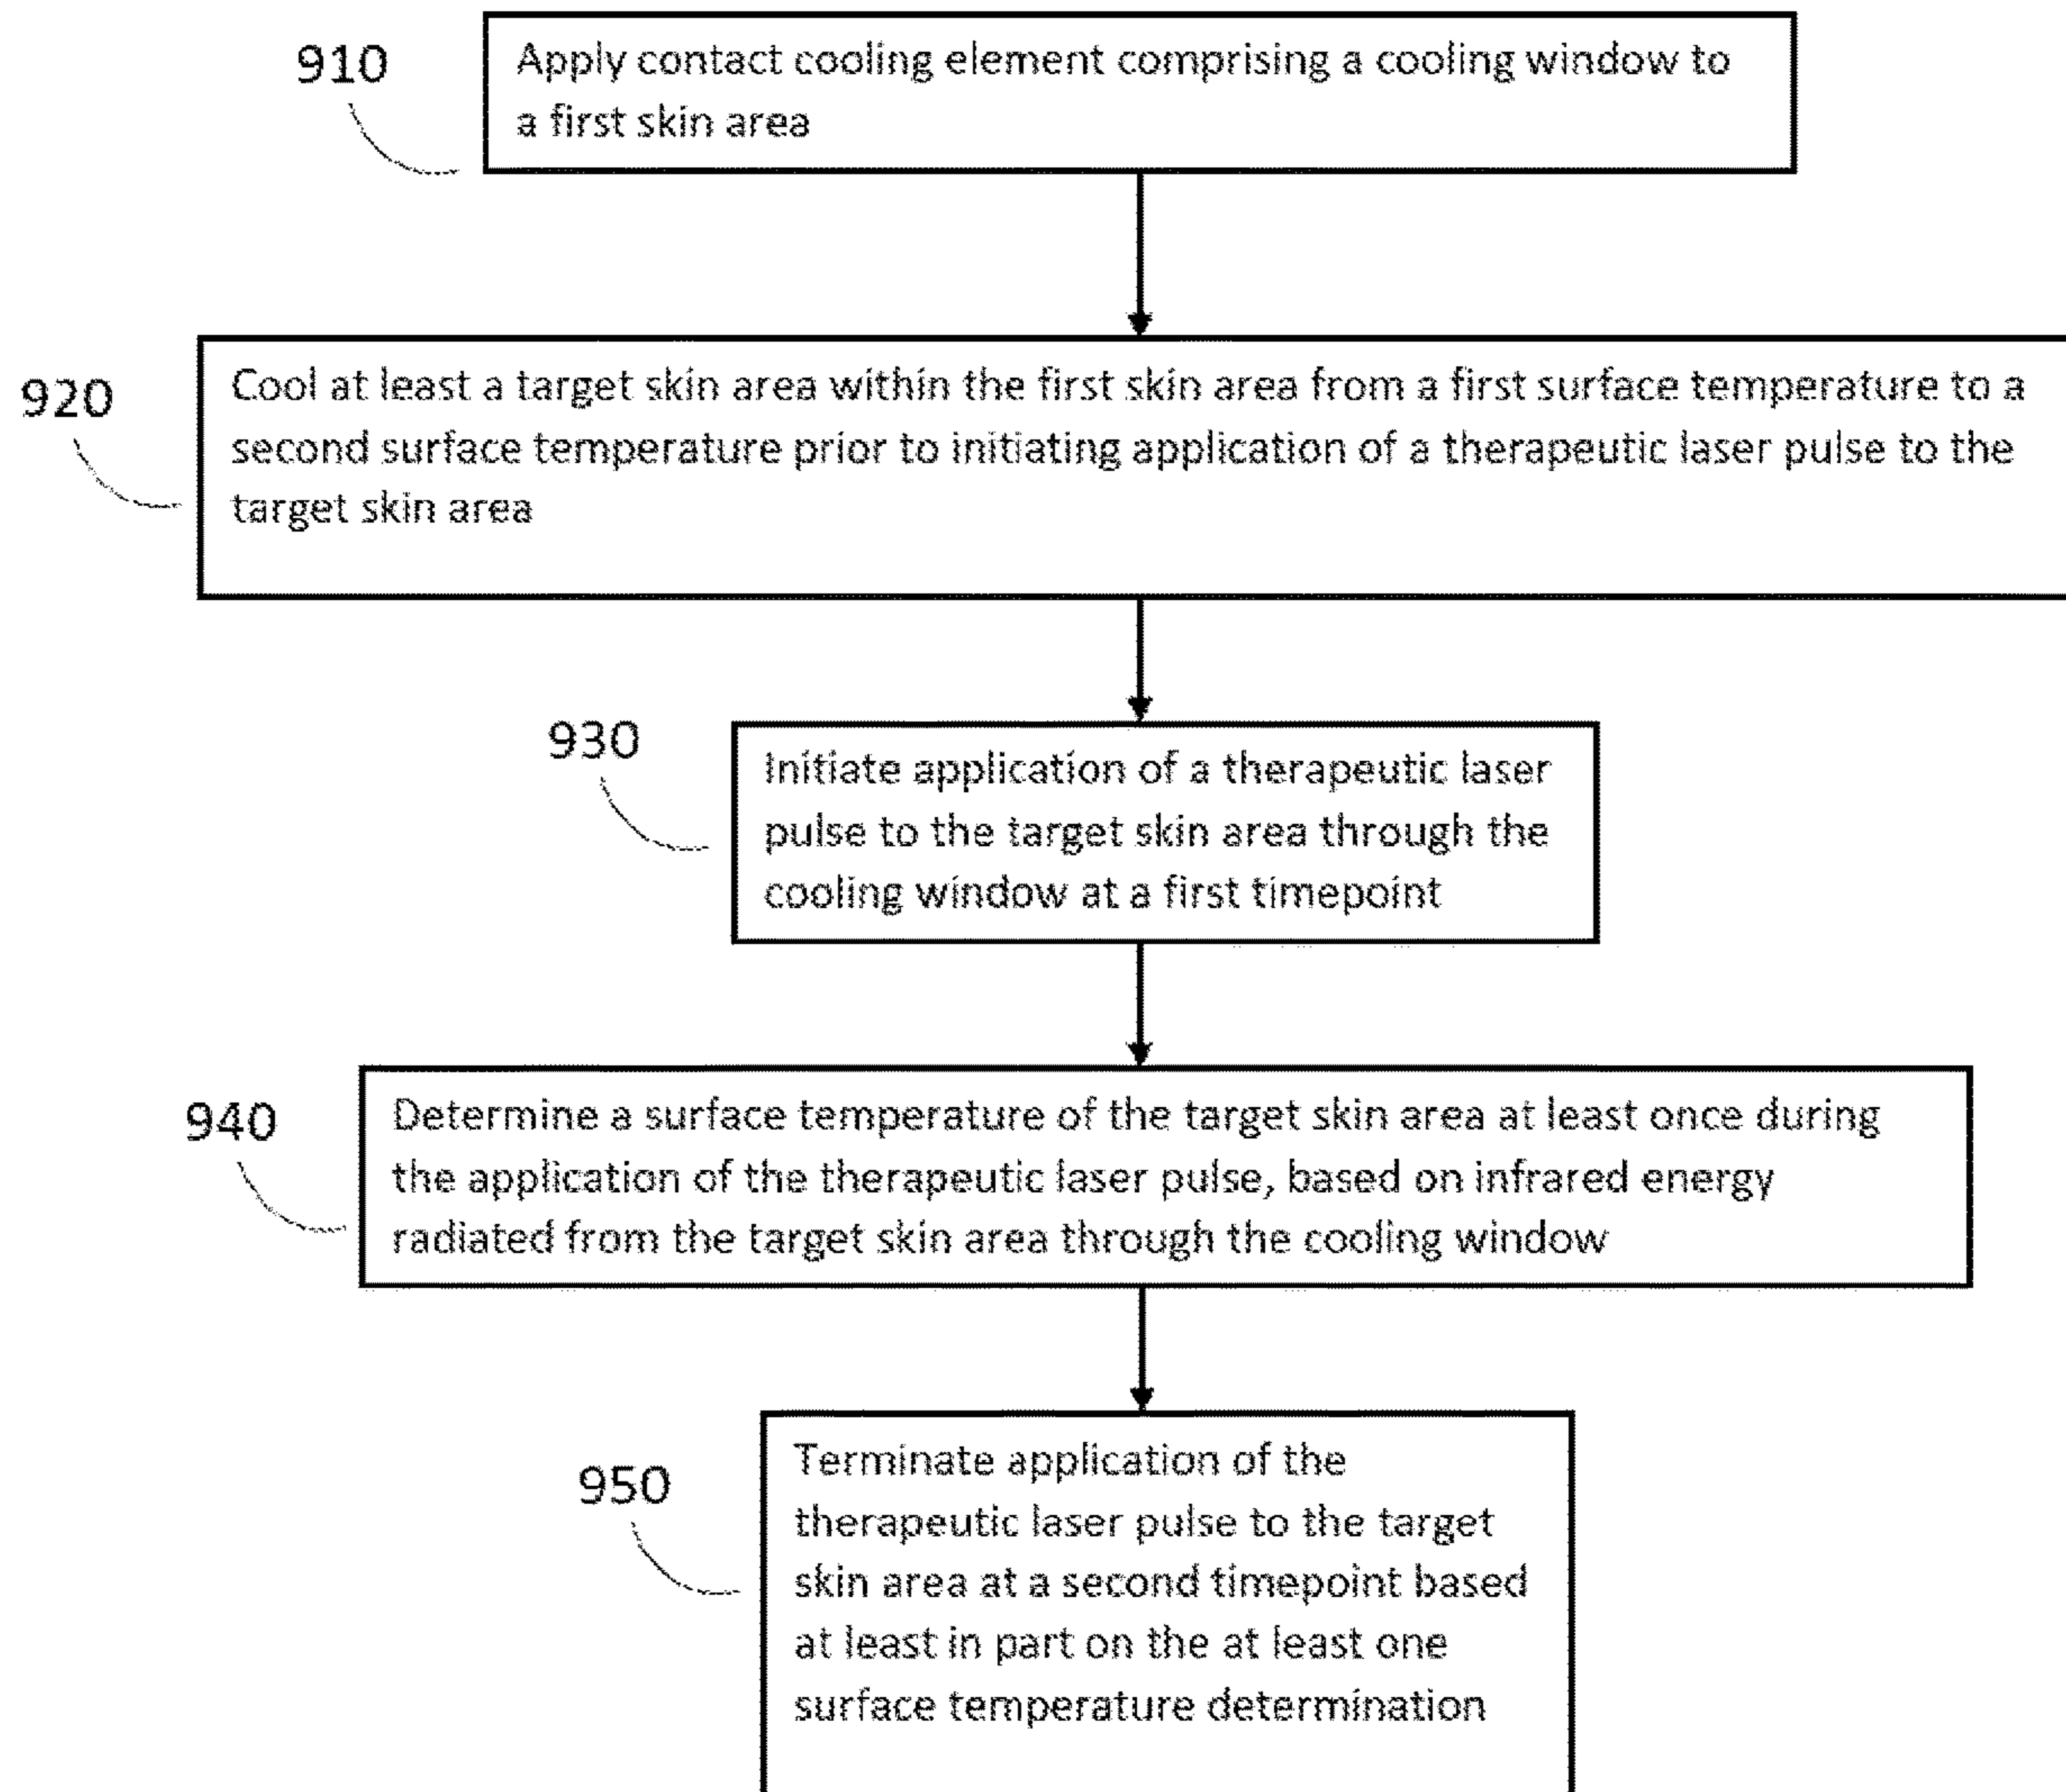 910
Apply contact cooling element comprising a cooling window to
a first skin area
920
Cool at least a target skin area within the first skin area from a first surface temperature to a
second surface temperature prior to initiating application of a therapeutic laser pulse to the
target skin area
930
Initiate application of a therapeutic laser
pulse to the target skin area through the
cooling window at a first timepoint
940
Determine a surface temperature of the target skin area at least once during
the application of the therapeutic laser pulse, based on infrared energy
radiated from the target skin area through the cooling window
950
Terminate application of the
therapeutic laser pulse to the target
skin area at a second timepoint based
at least in part on the at least one
surface temperature determination